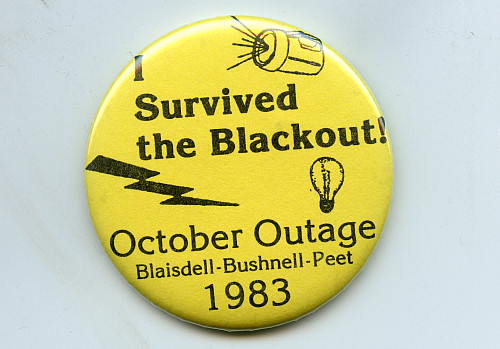 I
Survived
the Blackout!
October Outage
Blaisdell-Bushnell-Peet
1983